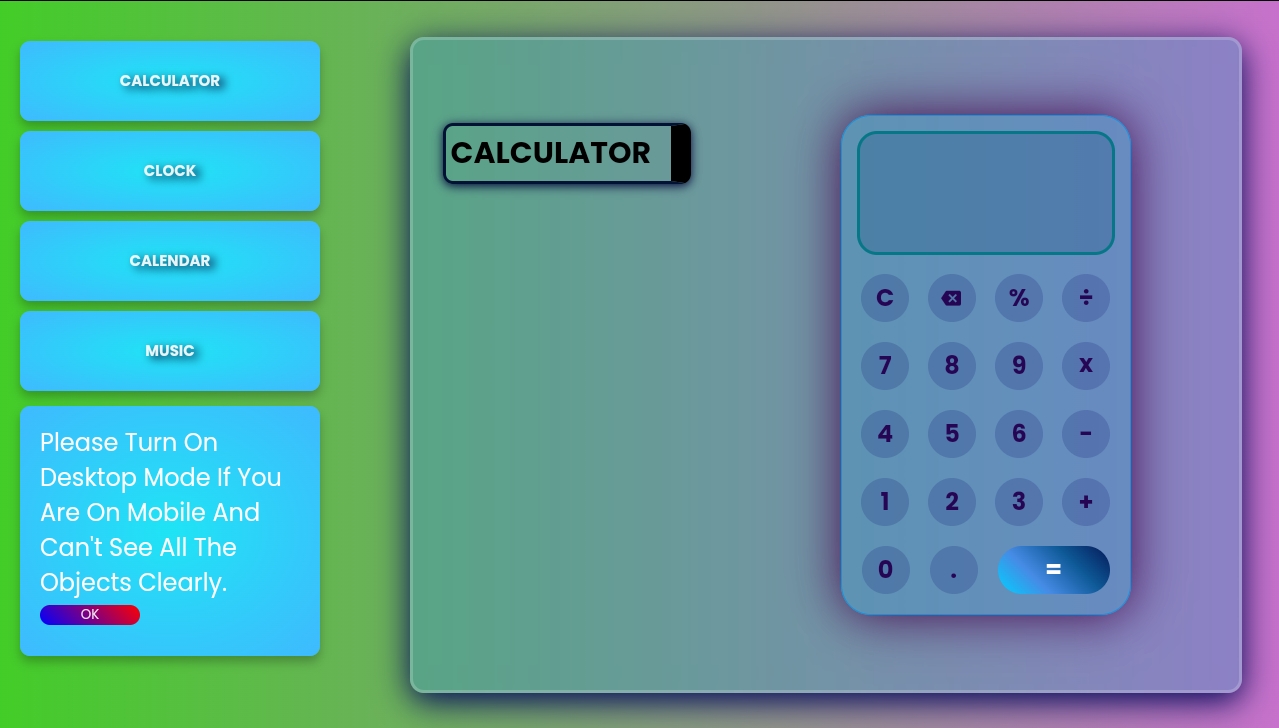 CALCULATOR
CLOCK
CALENDAR
MUSIC
Please Turn On
Desktop Mode If You
Are On Mobile And
Can't See All The
Objects Clearly.
OK
CALCULATOR
C % ÷
7 8 9 x
4 5 6 -
1 2 3 +
0 . =